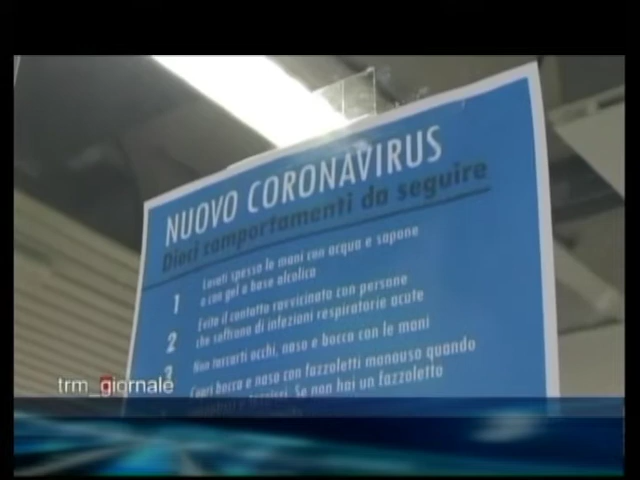 NUOVO CORONAVIRUS
Dieci comportamenti da seguire
1
Lavati spesso le mani con acqua e sapone
o con gel a base alcolica
2
Evita il contatto ravvicinato con persone
che soffrono di infezioni respiratorie acute
3
Non toccarti occhi, naso e bocca con le mani
Copri bocca e naso con fazzoletti monouso quando
Se non hai un fazzoletto
trm_giornale